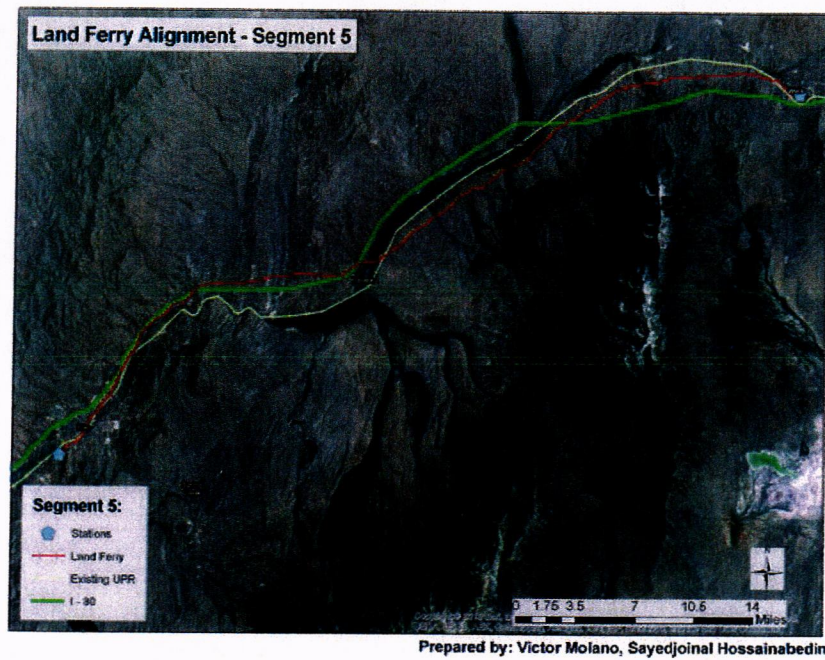 Land Ferry Alignment - Segment 5
Segment 5:
Stations
Land Ferry
Existing UPR
I - 80
N
0 1.75 3.5 7 10.5 14
Miles
Prepared by: Victor Molano, Sayedjoinal Hossainabedin